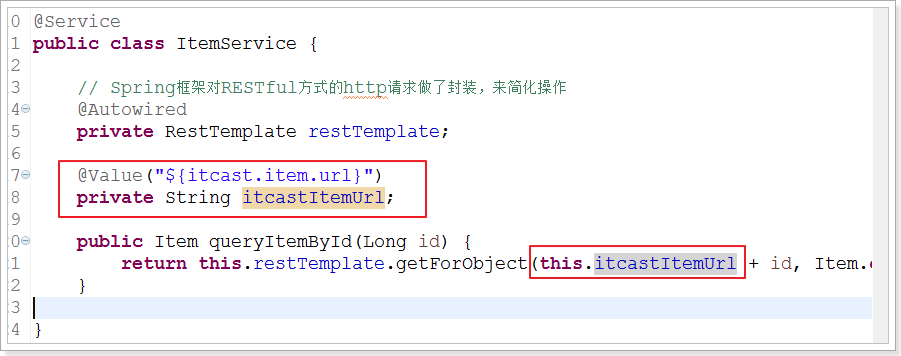 0 @Service
1 public class ItemService {
2
3 // Spring框架对RESTful方式的http请求做了封装，来简化操作
4 @Autowired
5 private RestTemplate restTemplate;
6
7 @Value("${itcast.item.url}")
8 private String itcastItemUrl;
9
0 public Item queryItemById(Long id) {
1 return this.restTemplate.getForObject(this.itcastItemUrl + id, Item.
2 }
3
4 }